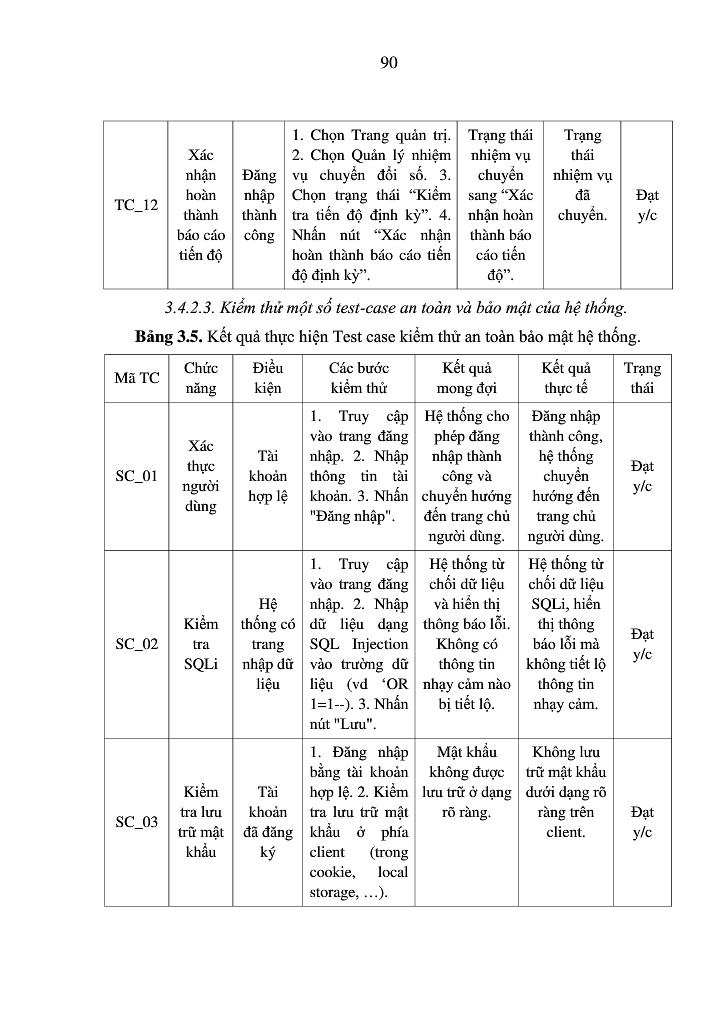 90
TC_12
Xác
nhận
hoàn
thành
báo cáo
tiến độ
Đăng
nhập
thành
công
1. Chọn Trang quản trị.
2. Chọn Quản lý nhiệm
vụ chuyển đổi số. 3.
Chọn trạng thái “Kiểm
tra tiến độ định kỳ”. 4.
Nhấn nút “Xác nhận
hoàn thành báo cáo tiến
độ định kỳ”.
Trạng thái
nhiệm vụ
chuyển
sang “Xác
nhận hoàn
thành báo
cáo tiến
độ”.
Trạng
thái
nhiệm vụ
đã
chuyển.
Đạt
y/c
3.4.2.3. Kiểm thử một số test-case an toàn và bảo mật của hệ thống.
Bảng 3.5. Kết quả thực hiện Test case kiểm thử an toàn bảo mật hệ thống.
Mã TC
Chức
năng
Điều
kiện
Các bước
kiểm thử
Kết quả
mong đợi
Kết quả
thực tế
Trạng
thái
SC_01
Xác
thực
người
dùng
Tài
khoản
hợp lệ
1. Truy cập
vào trang đăng
nhập. 2. Nhập
thông tin tài
khoản. 3. Nhấn
"Đăng nhập".
Hệ thống cho
phép đăng
nhập thành
công và
chuyển hướng
đến trang chủ
người dùng.
Đăng nhập
thành công,
hệ thống
chuyển
hướng đến
trang chủ
người dùng.
Đạt
y/c
SC_02
Kiểm
tra
SQLi
Hệ
thống có
trang
nhập dữ
liệu
1. Truy cập
vào trang đăng
nhập. 2. Nhập
dữ liệu dạng
SQL Injection
vào trường dữ
liệu (vd ‘OR
1=1--). 3. Nhấn
nút "Lưu".
Hệ thống từ
chối dữ liệu
và hiển thị
thông báo lỗi.
Không có
thông tin
nhạy cảm nào
bị tiết lộ.
Hệ thống từ
chối dữ liệu
SQLi, hiển
thị thông
báo lỗi mà
không tiết lộ
thông tin
nhạy cảm.
Đạt
y/c
SC_03
Kiểm
tra lưu
trữ mật
khẩu
Tài
khoản
đã đăng
ký
1. Đăng nhập
bằng tài khoản
hợp lệ. 2. Kiểm
tra lưu trữ mật
khẩu ở phía
client (trong
cookie, local
storage, …).
Mật khẩu
không được
lưu trữ ở dạng
rõ ràng.
Không lưu
trữ mật khẩu
dưới dạng rõ
ràng trên
client.
Đạt
y/c